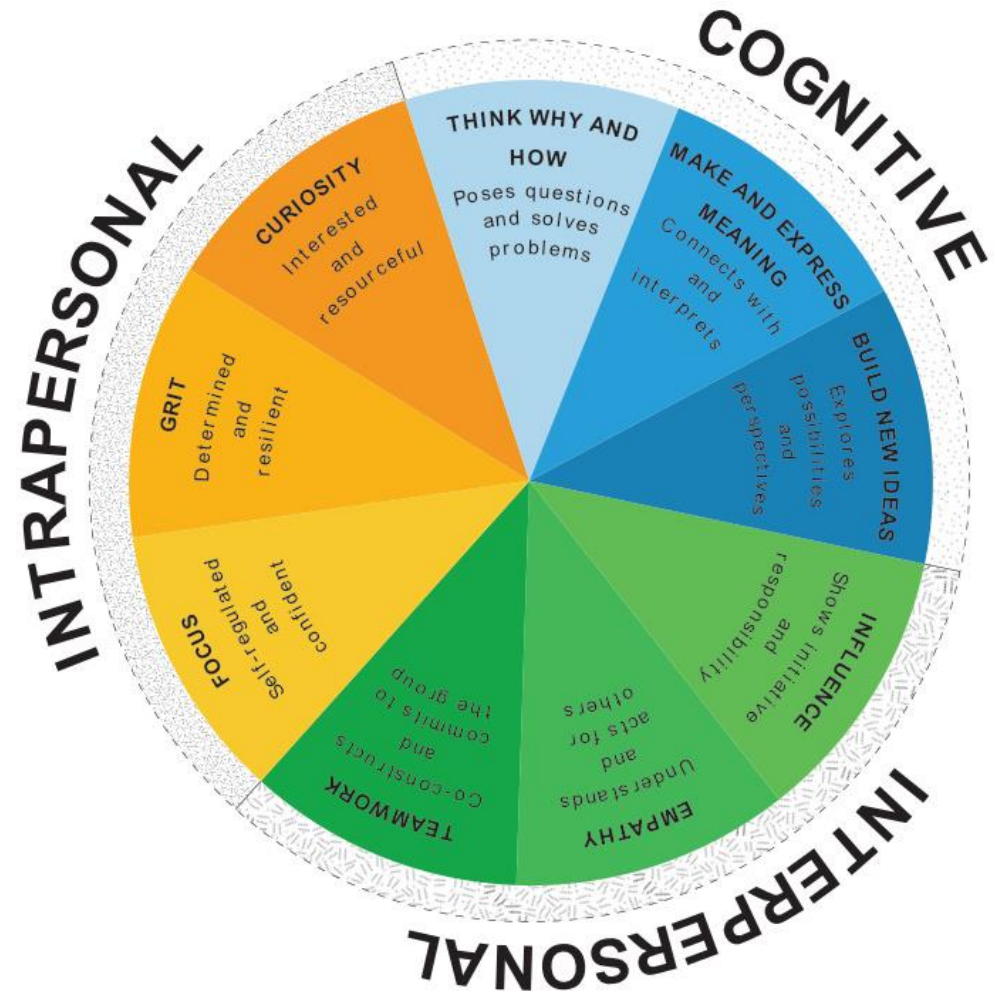 COGNITIVE
THINK WHY AND
HOW
Poses questions
and solves
problems
MAKE AND EXPRESS
MEANING
Connects with
and
interprets
BUILD NEW IDEAS
Explores
possibilities
and
perspectives
INTERPERSONAL
INFLUENCE
Shows initiative
and
responsibility
EMPATHY
Understands
and
acts for
others
TEAMWORK
Co-constructs
and
commits to
the group
INTRAPERSONAL
FOCUS
Self-regulated
and
confident
GRIT
Determined
and
resilient
CURIOSITY
Interested
and
resourceful